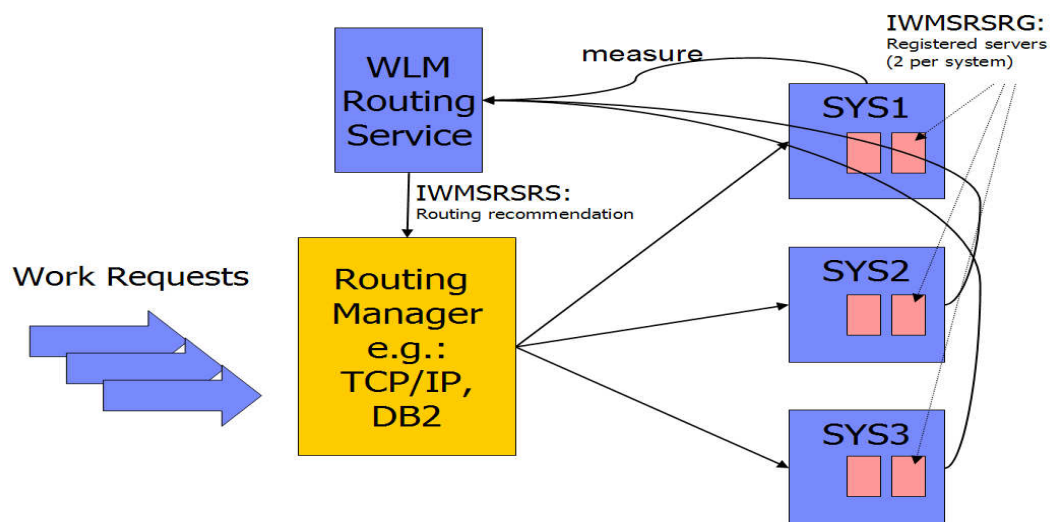 WLM
Routing
Service
measure
IWMSRSRG:
Registered servers
(2 per system)
SYS1
IWMSRSRS:
Routing recommendation
Work Requests
Routing
Manager
e.g.:
TCP/IP,
DB2
SYS2
SYS3